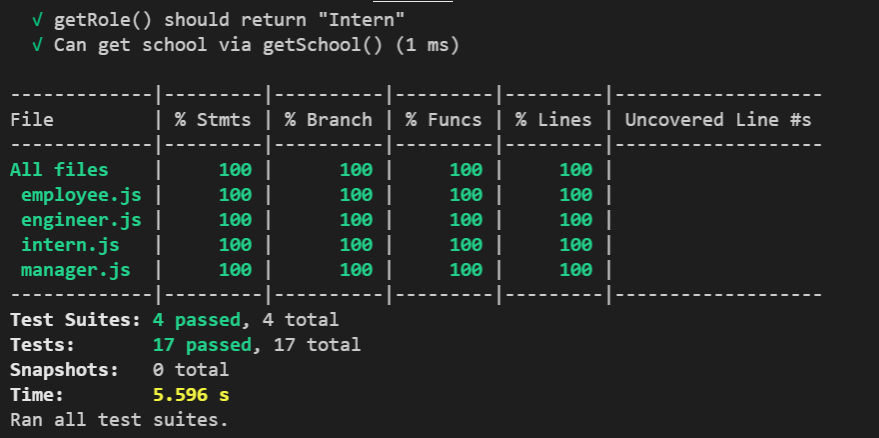 √ getRole() should return "Intern"
√ Can get school via getSchool() (1 ms)
-------------|---------|----------|---------|---------|-------------------
File         | % Stmts | % Branch | % Funcs | % Lines | Uncovered Line #s
-------------|---------|----------|---------|---------|-------------------
All files    |     100 |      100 |     100 |     100 |
 employee.js |     100 |      100 |     100 |     100 |
 engineer.js |     100 |      100 |     100 |     100 |
 intern.js   |     100 |      100 |     100 |     100 |
 manager.js  |     100 |      100 |     100 |     100 |
-------------|---------|----------|---------|---------|-------------------
Test Suites: 4 passed, 4 total
Tests:       17 passed, 17 total
Snapshots:   0 total
Time:        5.596 s
Ran all test suites.